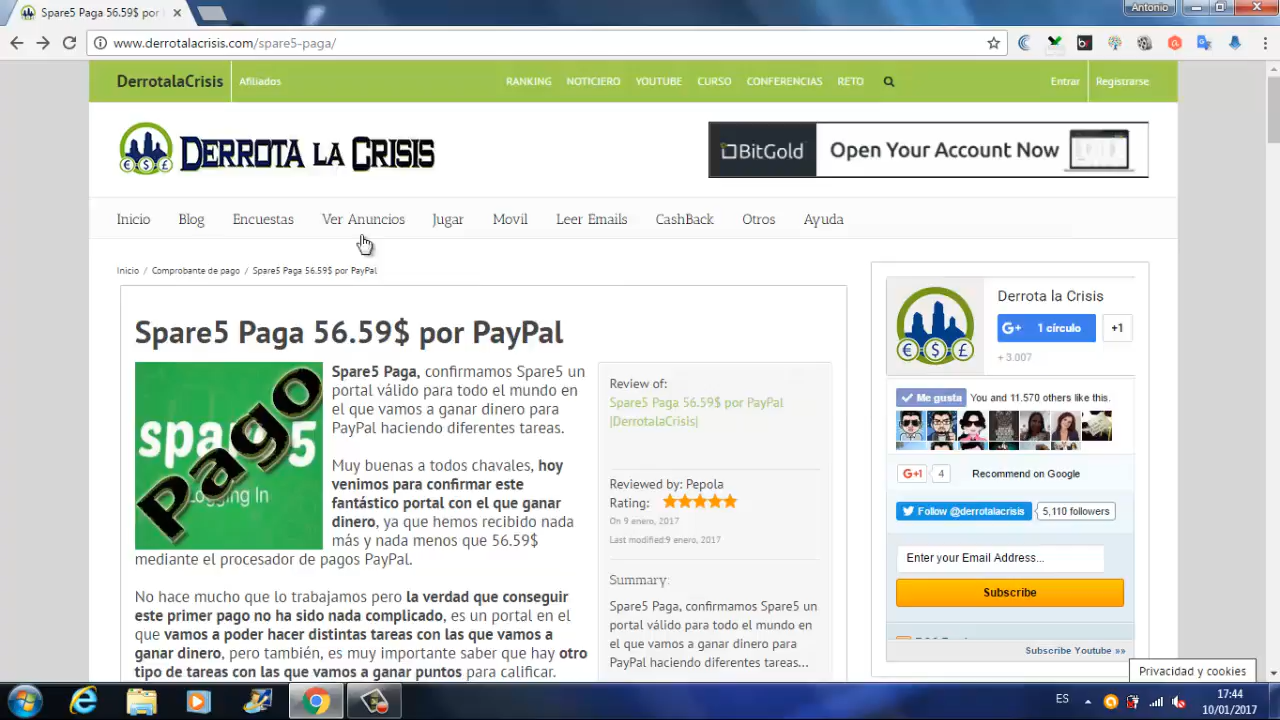 Spare5 Paga 56.59$ por
Antonio
www.derrotalacrisis.com/spare5-paga/
DerrotalaCrisis
Afiliados
RANKING NOTICIERO YOUTUBE CURSO CONFERENCIAS RETO
Entrar Registrarse
DERROTA LA CRISIS
BitGold Open Your Account Now
Inicio Blog Encuestas Ver Anuncios Jugar Movil Leer Emails CashBack Otros Ayuda
Inicio / Comprobante de pago / Spare5 Paga 56.59$ por PayPal
Spare5 Paga 56.59$ por PayPal
spare5
Logging In
Pago
Spare5 Paga, confirmamos Spare5 un
portal válido para todo el mundo en
el que vamos a ganar dinero para
PayPal haciendo diferentes tareas.
Muy buenas a todos chavales, hoy
venimos para confirmar este
fantástico portal con el que ganar
dinero, ya que hemos recibido nada
más y nada menos que 56.59$
mediante el procesador de pagos PayPal.
No hace mucho que lo trabajamos pero la verdad que conseguir
este primer pago no ha sido nada complicado, es un portal en el
que vamos a poder hacer distintas tareas con las que vamos a
ganar dinero, pero también, es muy importante saber que hay otro
tipo de tareas con las que vamos a ganar puntos para calificar.
Review of:
Spare5 Paga 56.59$ por PayPal
|DerrotalaCrisis|
Reviewed by: Pepola
Rating:
On 9 enero, 2017
Last modified:9 enero, 2017
Summary:
Spare5 Paga, confirmamos Spare5 un
portal válido para todo el mundo en
el que vamos a ganar dinero para
PayPal haciendo diferentes tareas...
Derrota la Crisis
G+ 1 círculo +1
+ 3.007
Me gusta You and 11.570 others like this.
G+1 4 Recommend on Google
Follow @derrotalacrisis 5,110 followers
Enter your Email Address...
Subscribe
Subscribe Youtube »»
Privacidad y cookies
ES
17:44
10/01/2017